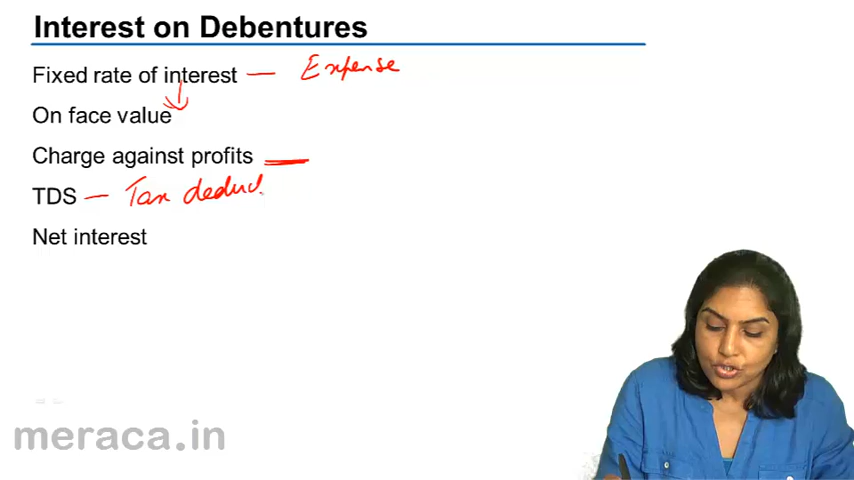 Interest on Debentures
Fixed rate of interest — Expense
On face value
Charge against profits
TDS — Tax deduc
Net interest
meraca.in